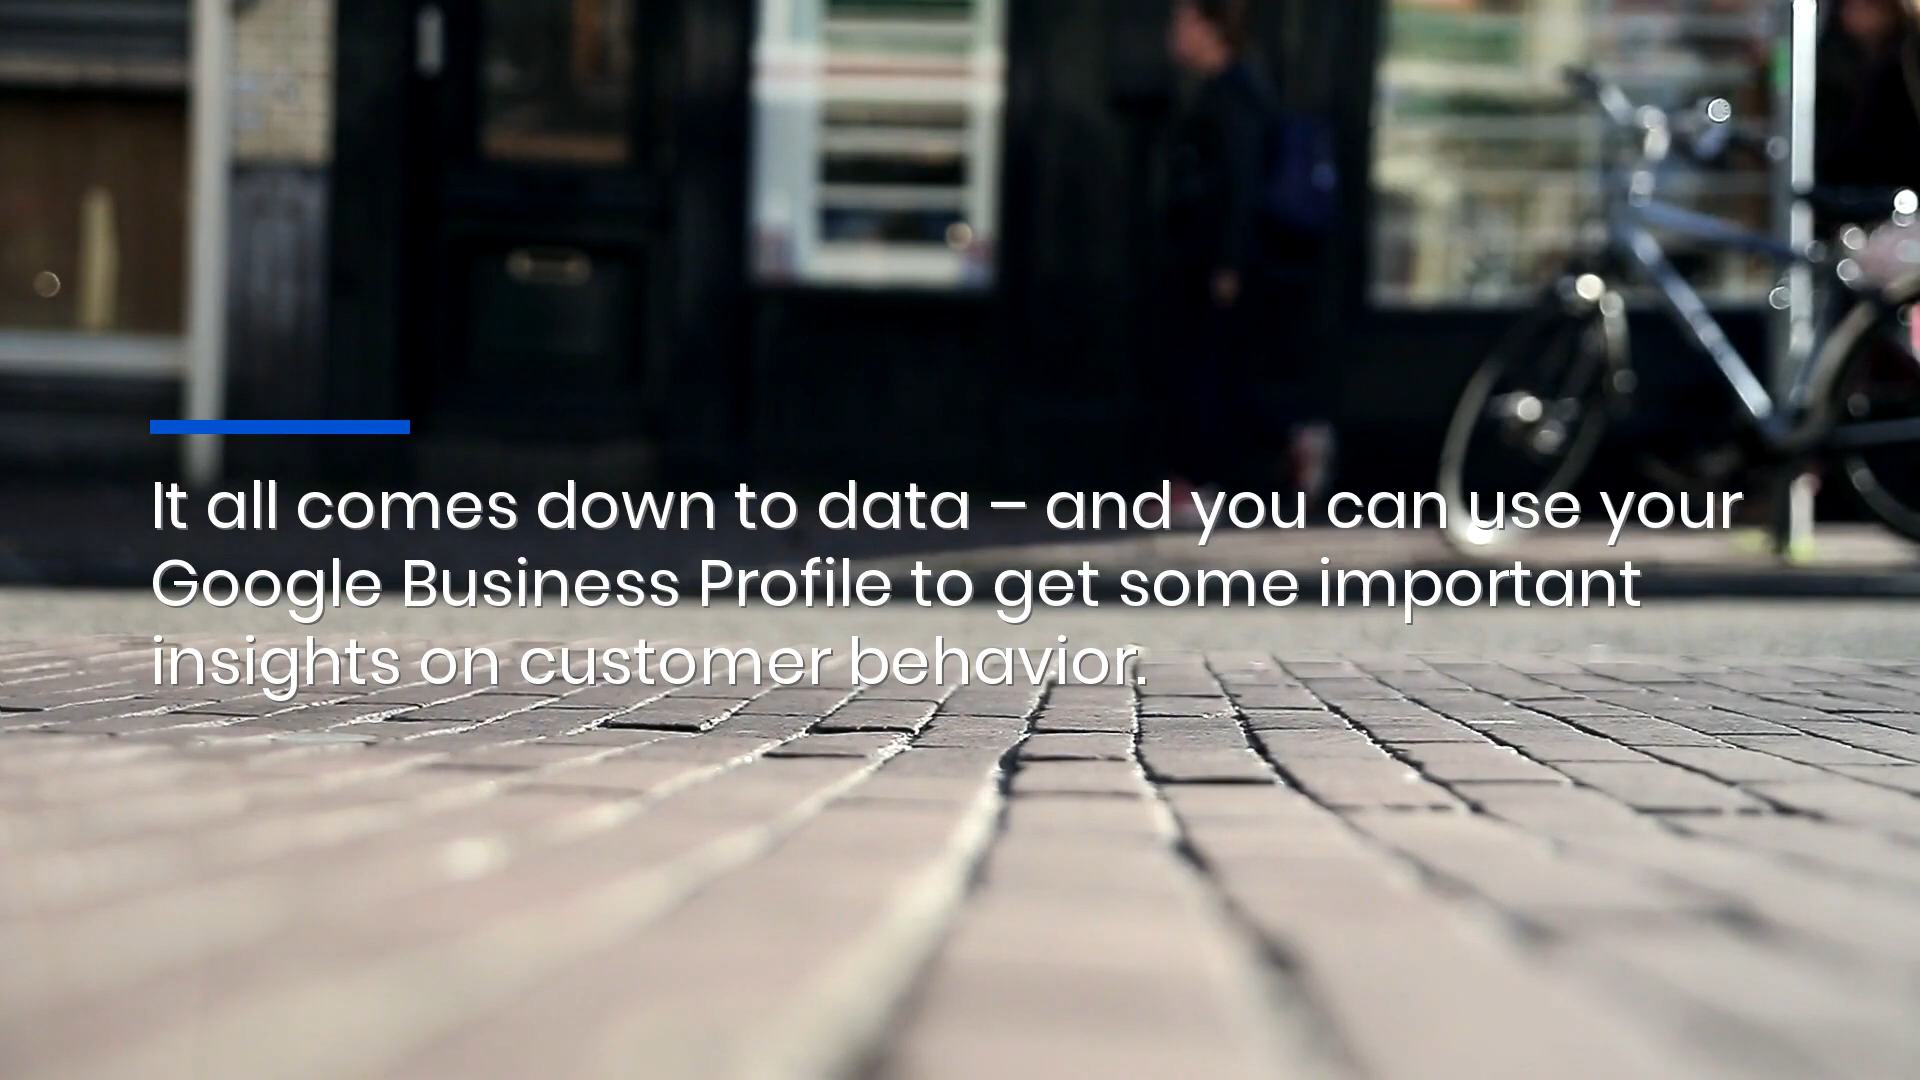 It all comes down to data – and you can use your
Google Business Profile to get some important
insights on customer behavior.